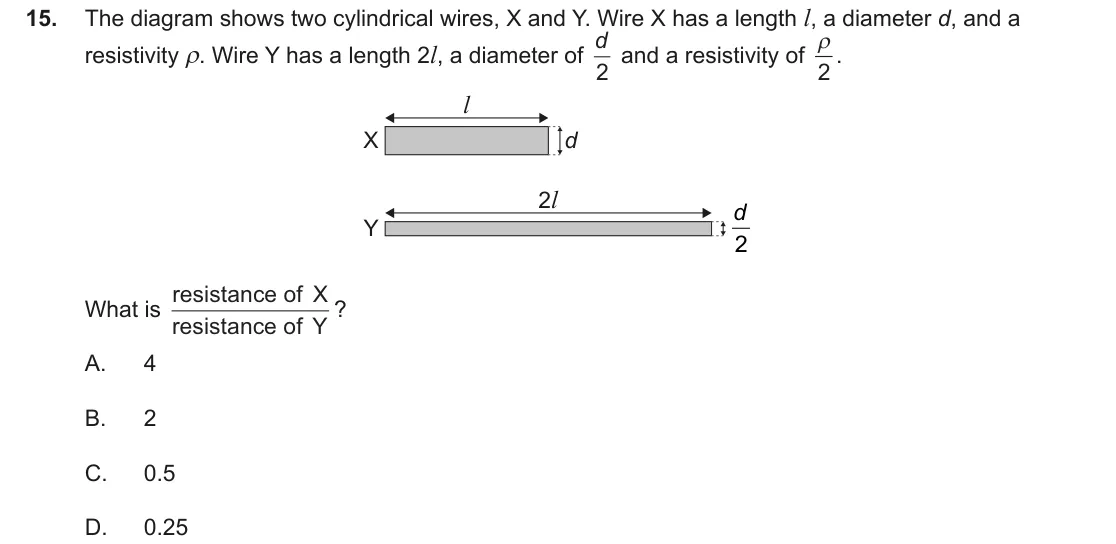 15. The diagram shows two cylindrical wires, X and Y. Wire X has a length l, a diameter d, and a
resistivity ρ. Wire Y has a length 2l, a diameter of d/2 and a resistivity of ρ/2.
l
X d
2l
Y d/2
What is resistance of X / resistance of Y ?
A. 4
B. 2
C. 0.5
D. 0.25